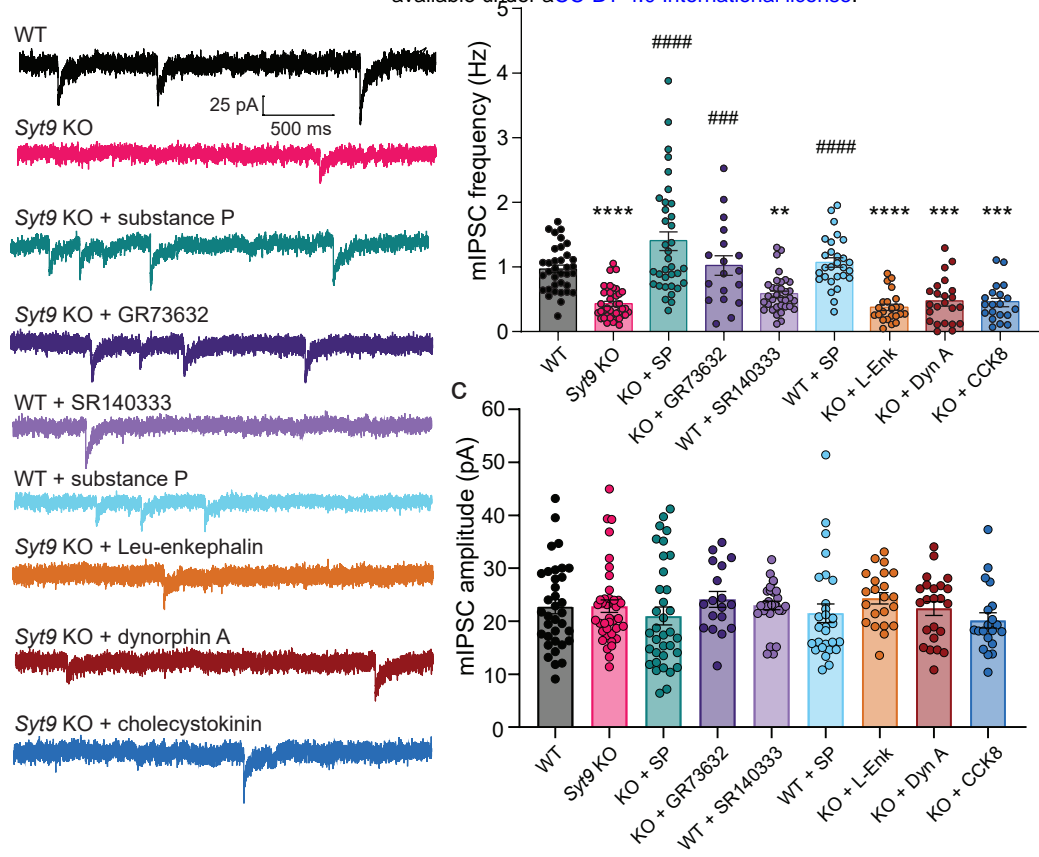 WT
25 pA
500 ms
Syt9 KO
Syt9 KO + substance P
Syt9 KO + GR73632
WT + SR140333
WT + substance P
Syt9 KO + Leu-enkephalin
Syt9 KO + dynorphin A
Syt9 KO + cholecystokinin
International license.
mIPSC frequency (Hz)
5
4
3
2
1
0
####
###
####
****
**
****
***
***
WT
Syt9 KO
KO + SP
KO + GR73632
WT + SR140333
WT + SP
KO + L-Enk
KO + Dyn A
KO + CCK8
C
mIPSC amplitude (pA)
60
50
40
30
20
10
0
WT
Syt9 KO
KO + SP
KO + GR73632
WT + SR140333
WT + SP
KO + L-Enk
KO + Dyn A
KO + CCK8